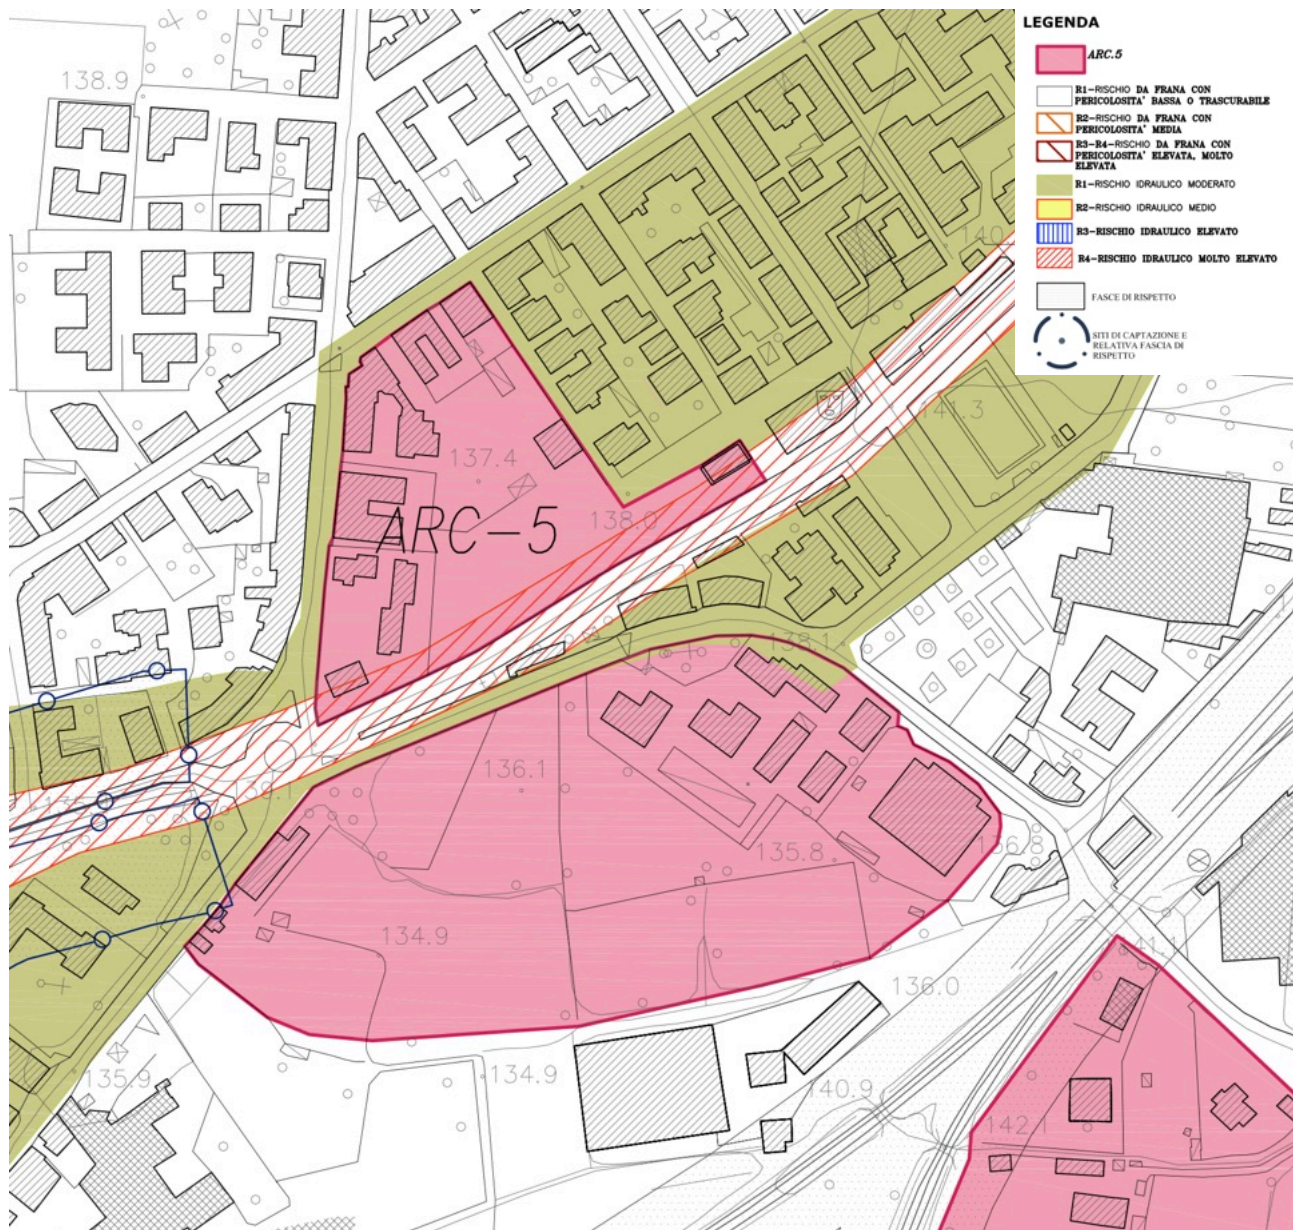 LEGENDA
ARC.5
R1-RISCHIO DA FRANA CON
PERICOLOSITA' BASSA O TRASCURABILE
R2-RISCHIO DA FRANA CON
PERICOLOSITA' MEDIA
R3-R4-RISCHIO DA FRANA CON
PERICOLOSITA' ELEVATA, MOLTO
ELEVATA
R1-RISCHIO IDRAULICO MODERATO
R2-RISCHIO IDRAULICO MEDIO
R3-RISCHIO IDRAULICO ELEVATO
R4-RISCHIO IDRAULICO MOLTO ELEVATO
FASCE DI RISPETTO
SITI DI CAPTAZIONE E
RELATIVA FASCIA DI
RISPETTO
138.9
141.3
137.4
138.0
ARC-5
138.1
136.1
135.8
136.8
134.9
136.0
134.9
135.9
140.9
142.1